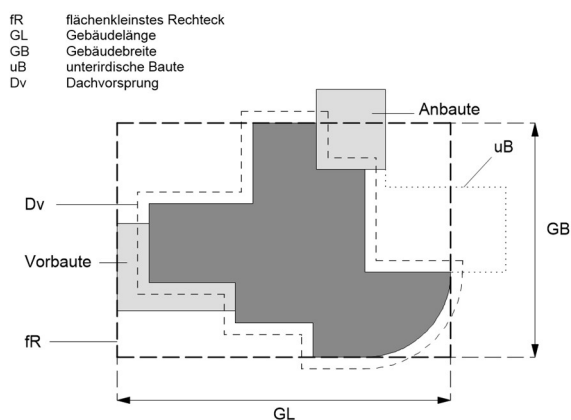 fR flächenkleinstes Rechteck
GL Gebäudelänge
GB Gebäudebreite
uB unterirdische Baute
Dv Dachvorsprung
Anbaute
uB
Dv
GB
Vorbaute
fR
GL